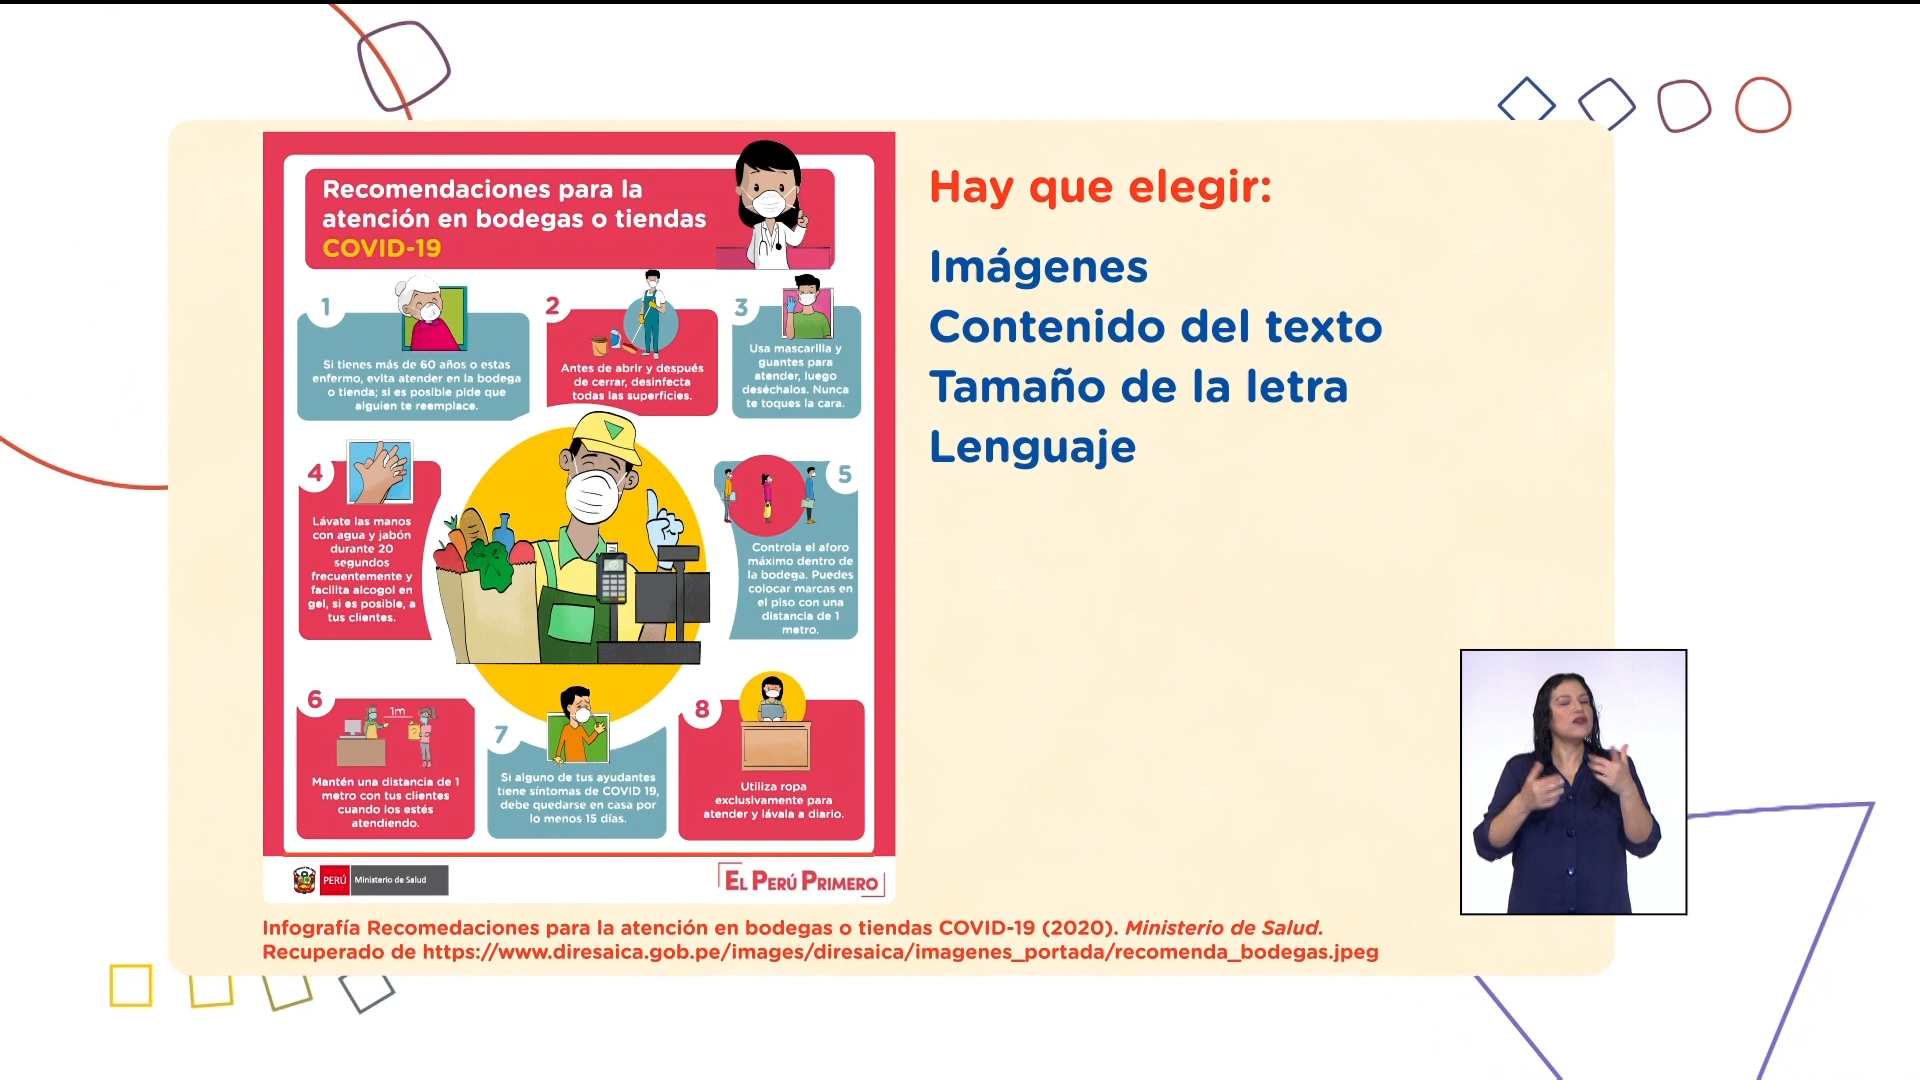 Recomendaciones para la
atención en bodegas o tiendas
COVID-19
1
Si tienes más de 60 años o estas
enfermo, evita atender en la bodega
o tienda; si es posible pide que
alguien te reemplace.
2
Antes de abrir y después
de cerrar, desinfecta
todas las superficies.
3
Usa mascarilla y
guantes para
atender, luego
deséchalos. Nunca
te toques la cara.
4
Lávate las manos
con agua y jabón
durante 20
segundos
frecuentemente y
facilita alcogol en
gel, si es posible, a
tus clientes.
5
Controla el aforo
máximo dentro de
la bodega. Puedes
colocar marcas en
el piso con una
distancia de 1
metro.
6
1m
Mantén una distancia de 1
metro con tus clientes
cuando los estés
atendiendo.
7
Si alguno de tus ayudantes
tiene síntomas de COVID 19,
debe quedarse en casa por
lo menos 15 días.
8
Utiliza ropa
exclusivamente para
atender y lávala a diario.
PERÚ Ministerio de Salud
EL PERÚ PRIMERO
Hay que elegir:
Imágenes
Contenido del texto
Tamaño de la letra
Lenguaje
Infografía Recomedaciones para la atención en bodegas o tiendas COVID-19 (2020). Ministerio de Salud.
Recuperado de https://www.diresaica.gob.pe/images/diresaica/imagenes_portada/recomenda_bodegas.jpeg